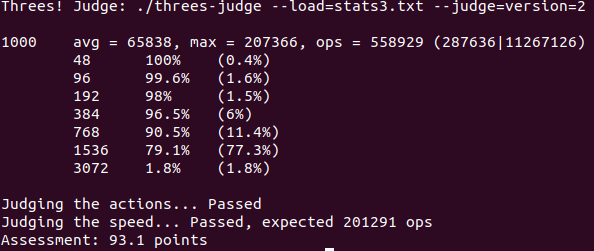 Threes! Judge: ./threes-judge --load=stats3.txt --judge=version=2
1000 avg = 65838, max = 207366, ops = 558929 (287636|11267126)
48 100% (0.4%)
96 99.6% (1.6%)
192 98% (1.5%)
384 96.5% (6%)
768 90.5% (11.4%)
1536 79.1% (77.3%)
3072 1.8% (1.8%)
Judging the actions... Passed
Judging the speed... Passed, expected 201291 ops
Assessment: 93.1 points